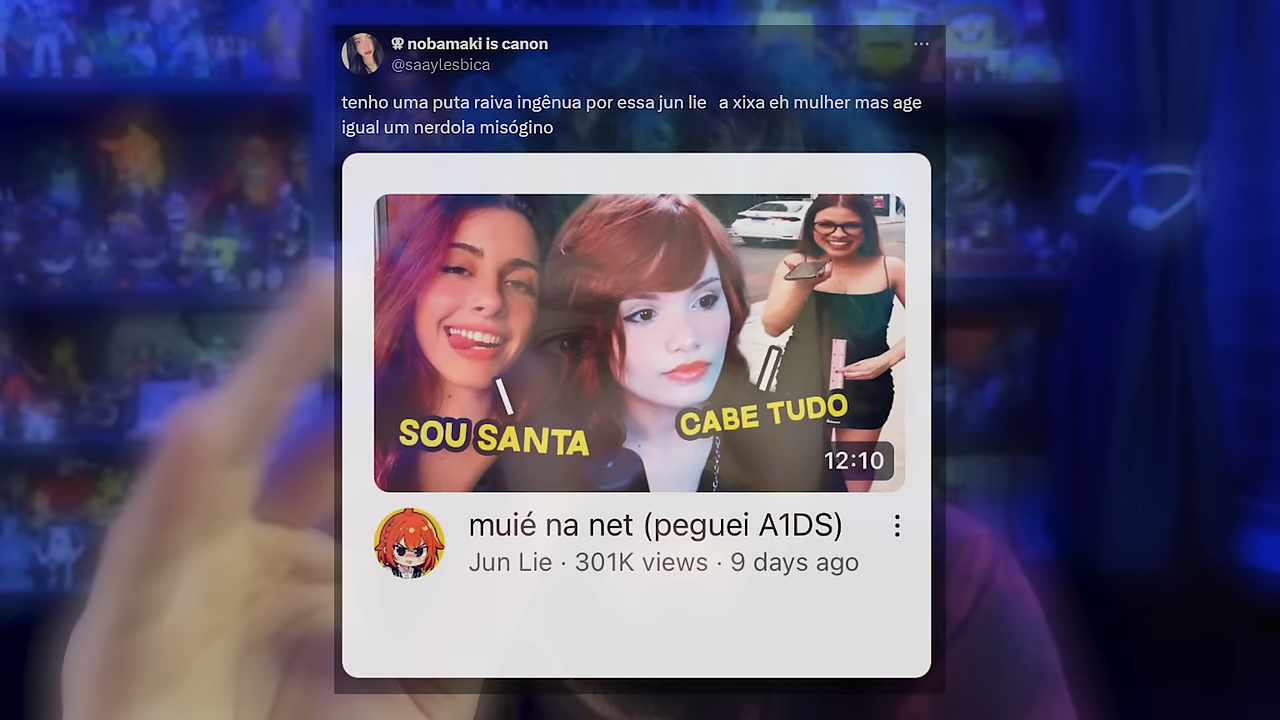 nobamaki is canon
@saaylesbica
tenho uma puta raiva ingênua por essa jun lie a xixa eh mulher mas age
igual um nerdola misógino
SOU SANTA
CABE TUDO
12:10
muié na net (peguei A1DS)
Jun Lie · 301K views · 9 days ago